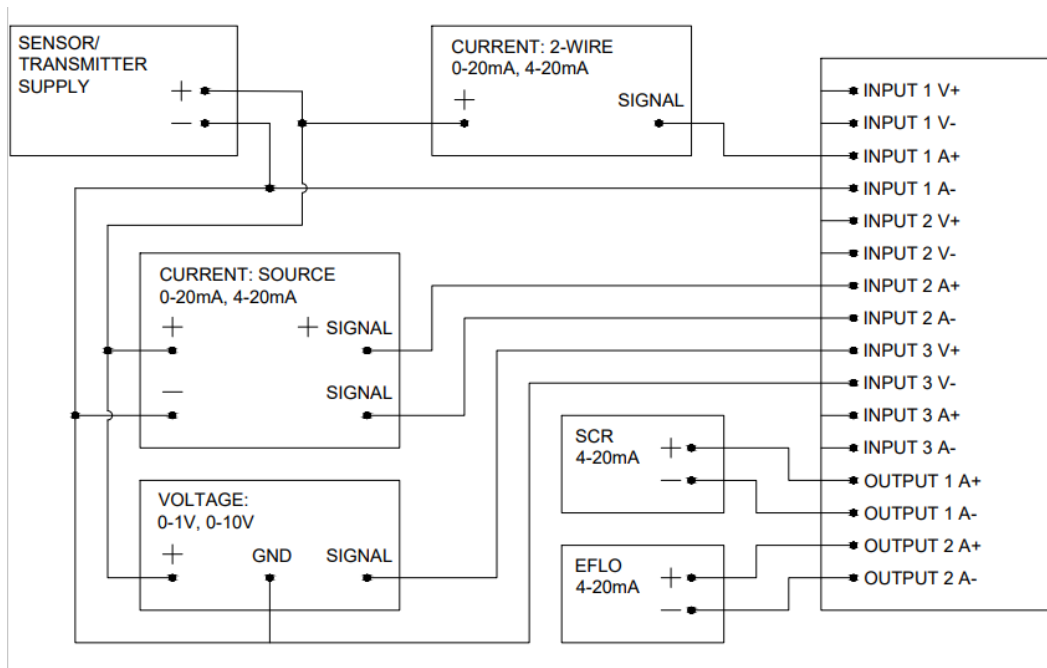 SENSOR/
TRANSMITTER
SUPPLY
+
−
CURRENT: 2-WIRE
0-20mA, 4-20mA
+
SIGNAL
CURRENT: SOURCE
0-20mA, 4-20mA
+
+ SIGNAL
−
SIGNAL
VOLTAGE:
0-1V, 0-10V
+
GND
SIGNAL
SCR
4-20mA
+
−
EFLO
4-20mA
+
−
INPUT 1 V+
INPUT 1 V-
INPUT 1 A+
INPUT 1 A-
INPUT 2 V+
INPUT 2 V-
INPUT 2 A+
INPUT 2 A-
INPUT 3 V+
INPUT 3 V-
INPUT 3 A+
INPUT 3 A-
OUTPUT 1 A+
OUTPUT 1 A-
OUTPUT 2 A+
OUTPUT 2 A-